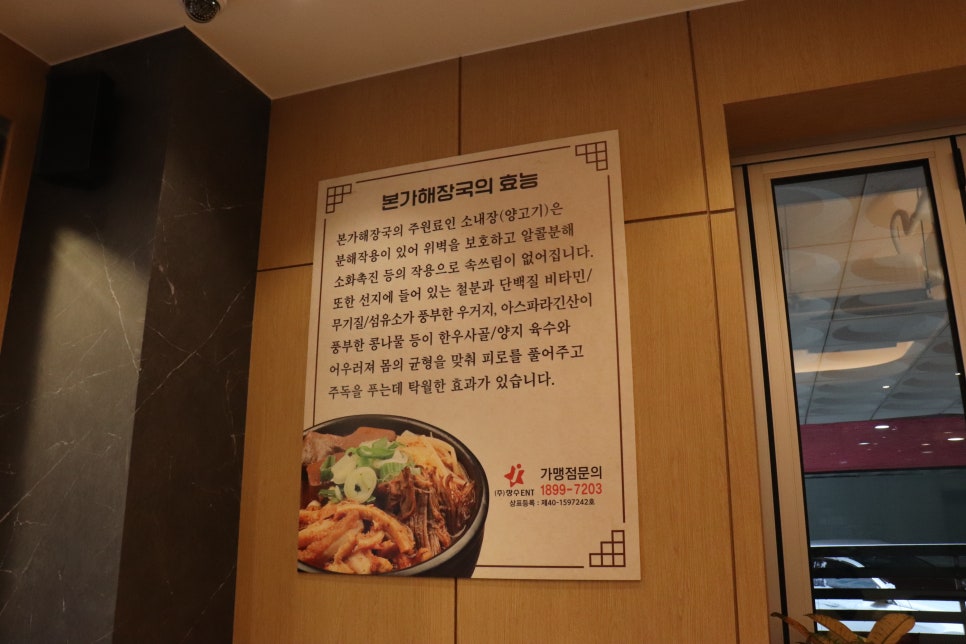 본가해장국의 효능
본가해장국의 주원료인 소내장(양고기)은
분해작용이 있어 위벽을 보호하고 알콜분해
소화촉진 등의 작용으로 속쓰림이 없어집니다.
또한 선지에 들어 있는 철분과 단백질 비타민/
무기질/섬유소가 풍부한 우거지, 아스파라긴산이
풍부한 콩나물 등이 한우사골/양지 육수와
어우러져 몸의 균형을 맞춰 피로를 풀어주고
주독을 푸는데 탁월한 효과가 있습니다.
가맹점문의
(주)깡수ENT 1899-7203
상표등록 : 제40-1597242호